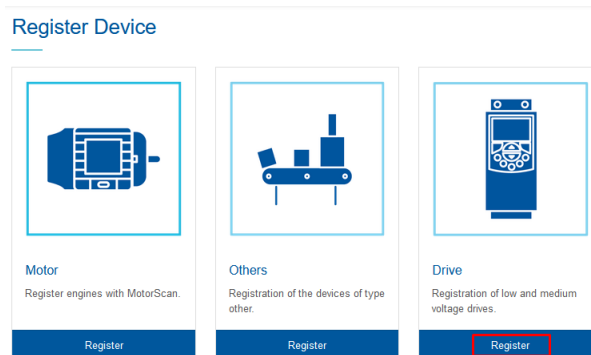 Register Device
Motor
Register engines with MotorScan.
Register
Others
Registration of the devices of type
other.
Register
Drive
Registration of low and medium
voltage drives.
Register